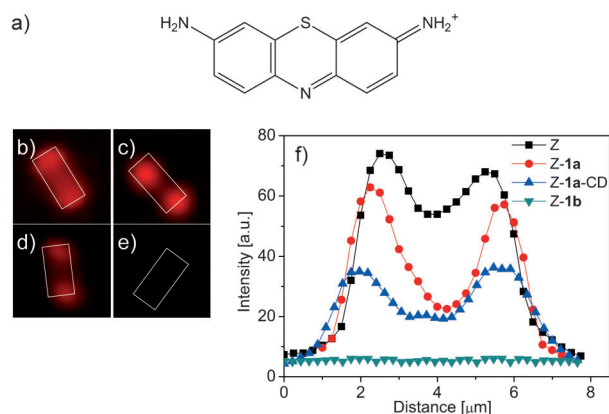 a)
H₂N
S
NH₂⁺
N
b)
c)
d)
e)
f)
Z
Z-1a
Z-1a-CD
Z-1b
80
60
40
20
0
Intensity [a.u.]
0 2 4 6 8
Distance [µm]